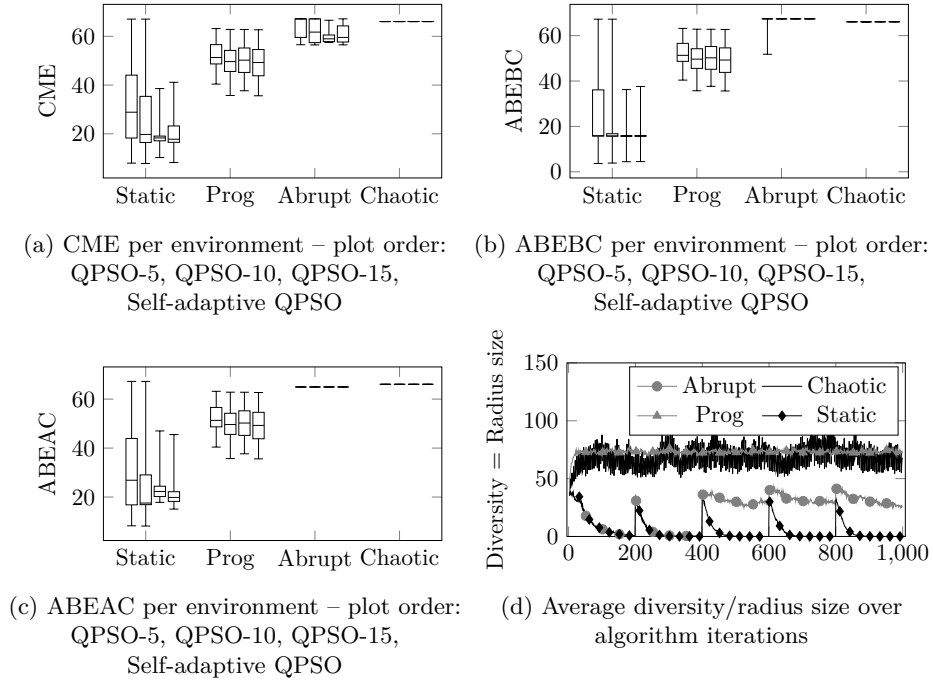 60
40
20
CME
Static
Prog
Abrupt
Chaotic
(a) CME per environment – plot order:
QPSO-5, QPSO-10, QPSO-15,
Self-adaptive QPSO
60
40
20
0
ABEBC
Static
Prog
Abrupt
Chaotic
(b) ABEBC per environment – plot order:
QPSO-5, QPSO-10, QPSO-15,
Self-adaptive QPSO
60
40
20
ABEAC
Static
Prog
Abrupt
Chaotic
(c) ABEAC per environment – plot order:
QPSO-5, QPSO-10, QPSO-15,
Self-adaptive QPSO
150
100
50
0
Diversity = Radius size
Abrupt
Chaotic
Prog
Static
0
200
400
600
800
1,000
(d) Average diversity/radius size over
algorithm iterations